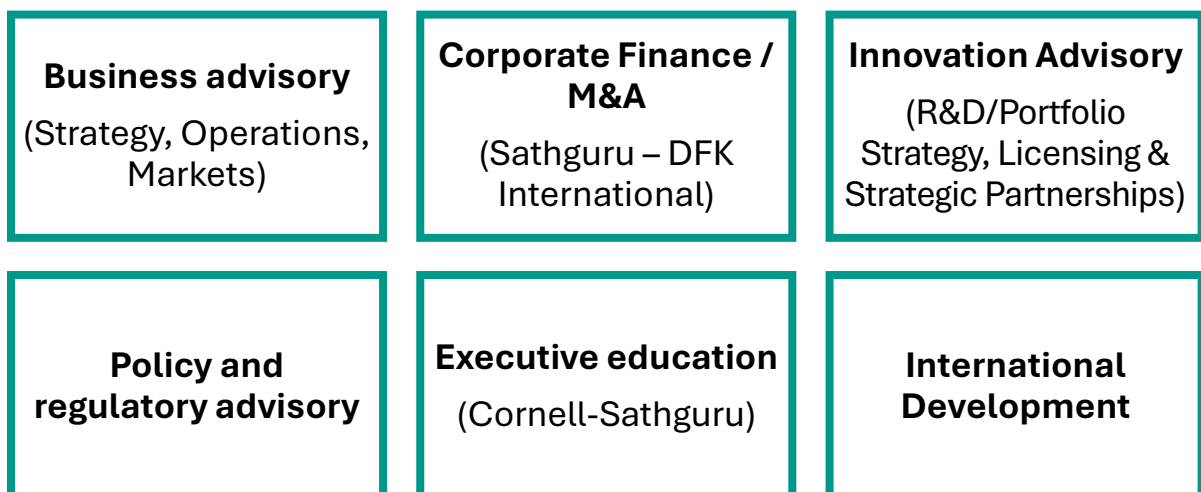 Business advisory
(Strategy, Operations,
Markets)
Corporate Finance /
M&A
(Sathguru – DFK
International)
Innovation Advisory
(R&D/Portfolio
Strategy, Licensing &
Strategic Partnerships)
Policy and
regulatory advisory
Executive education
(Cornell-Sathguru)
International
Development